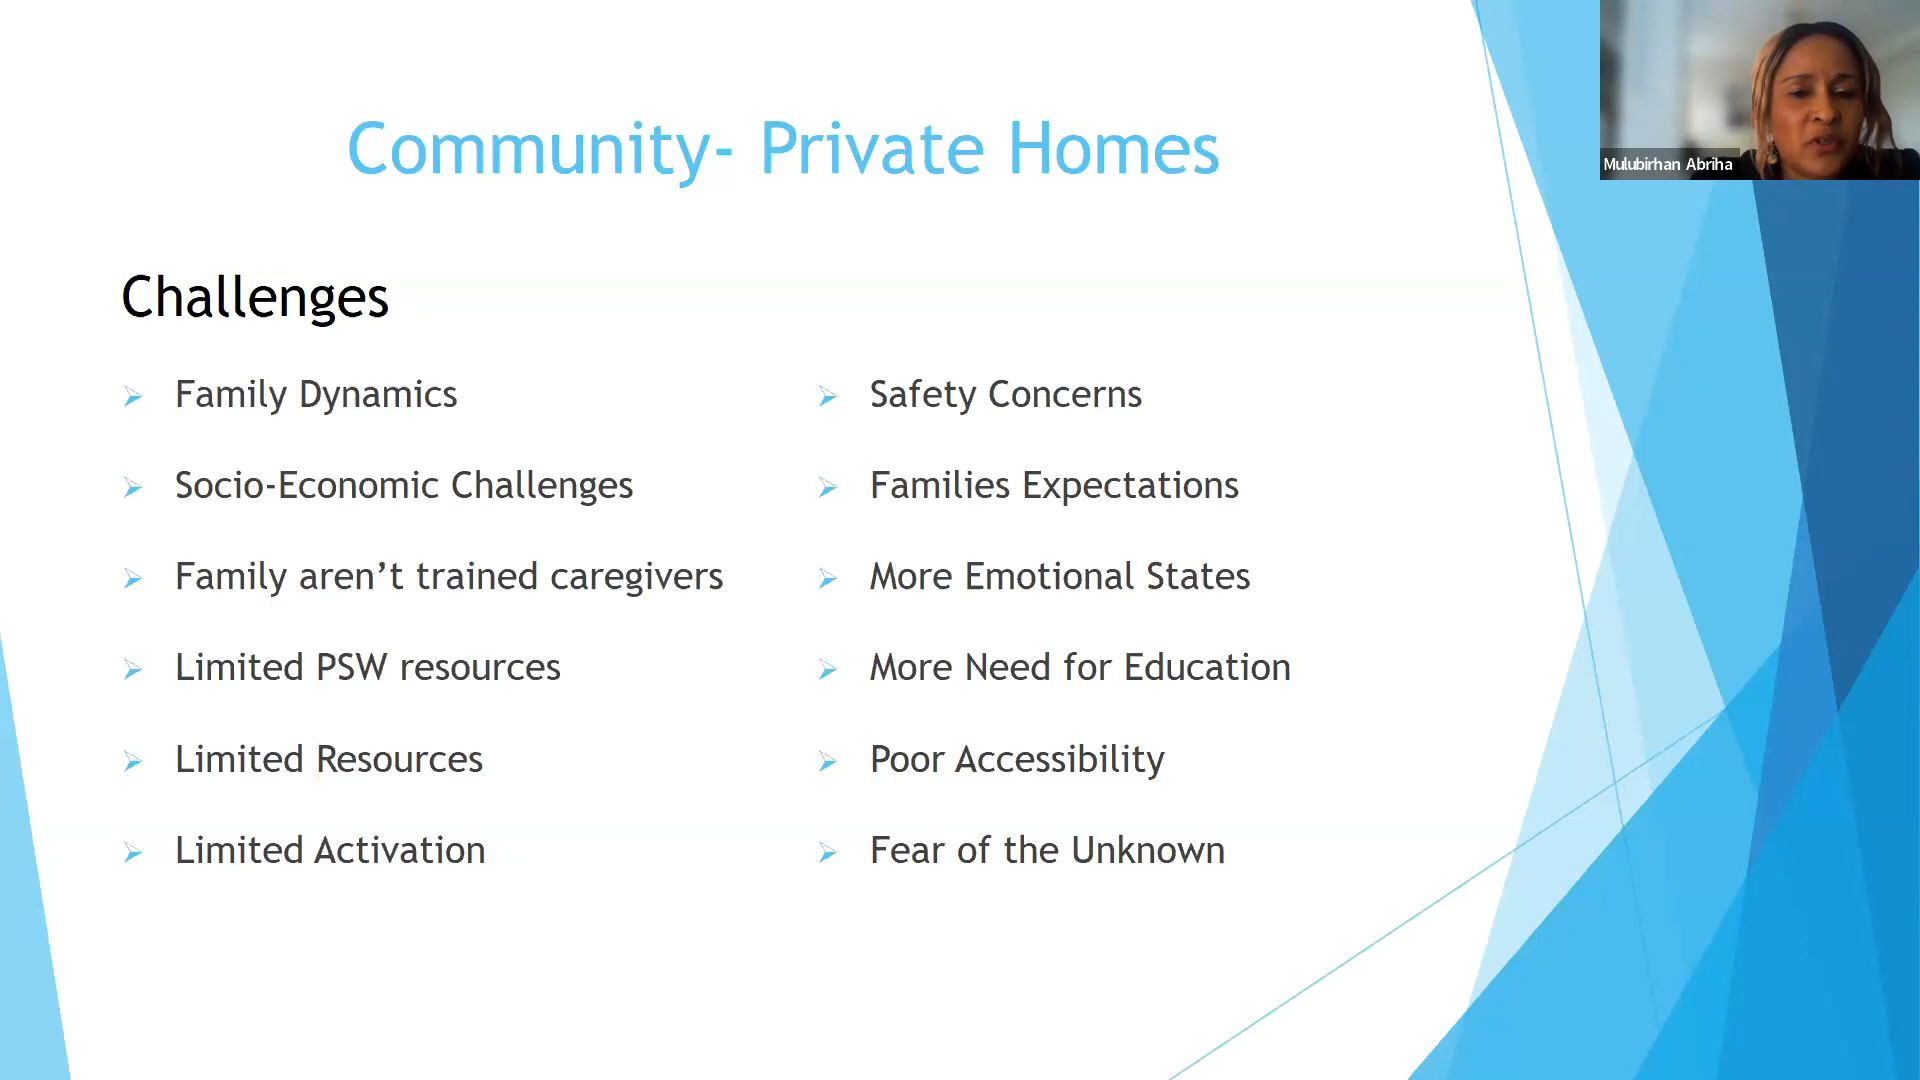 Community- Private Homes
Mulubirhan Abriha
Challenges
Family Dynamics
Socio-Economic Challenges
Family aren’t trained caregivers
Limited PSW resources
Limited Resources
Limited Activation
Safety Concerns
Families Expectations
More Emotional States
More Need for Education
Poor Accessibility
Fear of the Unknown